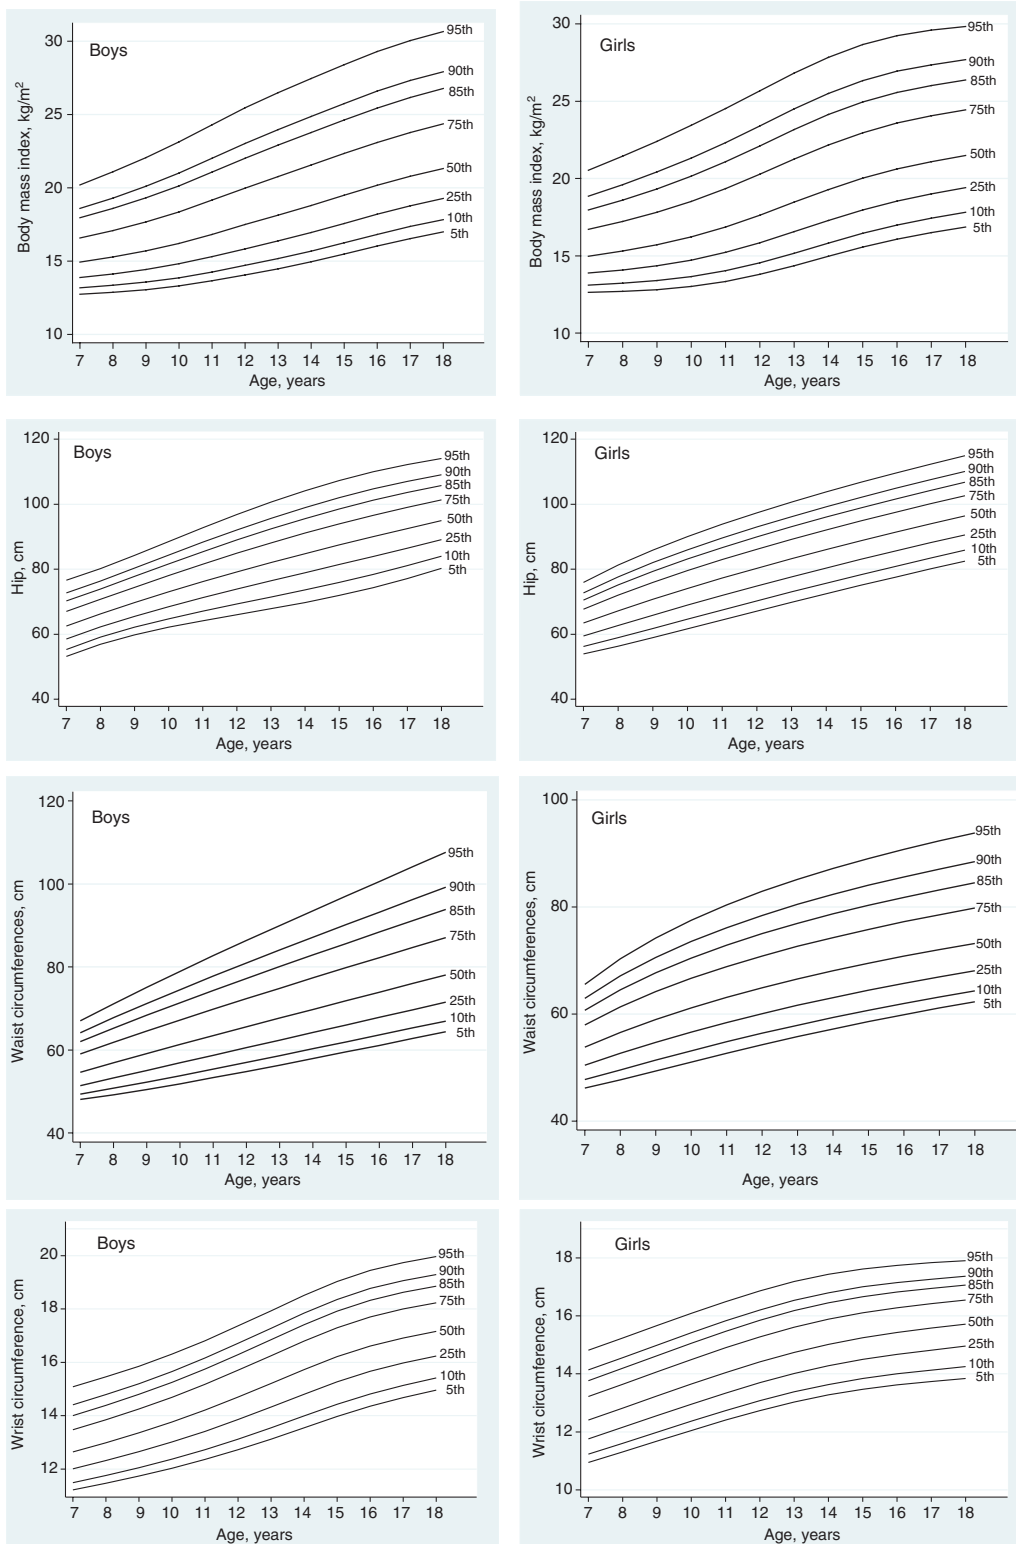 Boys
Body mass index, kg/m²
30
25
20
15
10
95th
90th
85th
75th
50th
25th
10th
5th
7 8 9 10 11 12 13 14 15 16 17 18
Age, years
Girls
Body mass index, kg/m²
30
25
20
15
10
95th
90th
85th
75th
50th
25th
10th
5th
7 8 9 10 11 12 13 14 15 16 17 18
Age, years
Boys
Hip, cm
120
100
80
60
40
95th
90th
85th
75th
50th
25th
10th
5th
7 8 9 10 11 12 13 14 15 16 17 18
Age, years
Girls
Hip, cm
120
100
80
60
40
95th
90th
85th
75th
50th
25th
10th
5th
7 8 9 10 11 12 13 14 15 16 17 18
Age, years
Boys
Waist circumferences, cm
120
100
80
60
40
95th
90th
85th
75th
50th
25th
10th
5th
7 8 9 10 11 12 13 14 15 16 17 18
Age, years
Girls
Waist circumferences, cm
100
80
60
40
95th
90th
85th
75th
50th
25th
10th
5th
7 8 9 10 11 12 13 14 15 16 17 18
Age, years
Boys
Wrist circumference, cm
20
18
16
14
12
95th
90th
85th
75th
50th
25th
10th
5th
7 8 9 10 11 12 13 14 15 16 17 18
Age, years
Girls
Wrist circumference, cm
18
16
14
12
10
95th
90th
85th
75th
50th
25th
10th
5th
7 8 9 10 11 12 13 14 15 16 17 18
Age, years